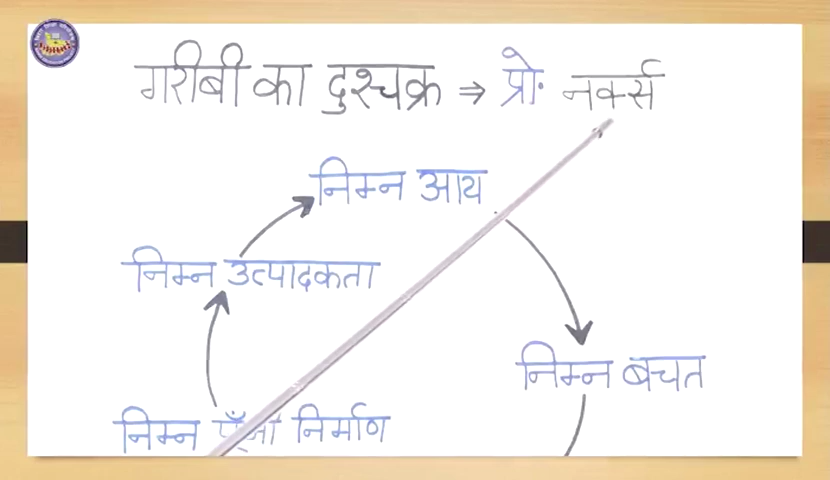 गरीबी का दुश्चक्र ⇒ प्रो. नर्क्स
निम्न आय
निम्न उत्पादकता
निम्न बचत
निम्न पूँजी निर्माण